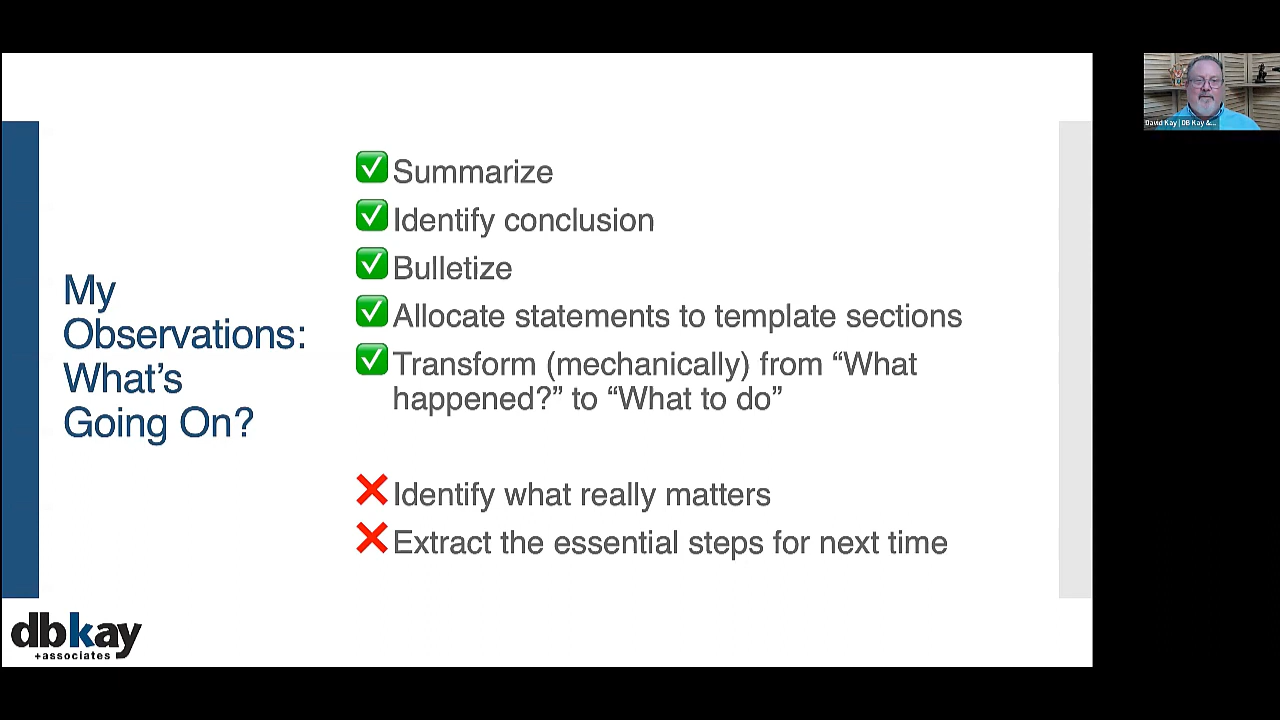 My
Observations:
What's
Going On?
Summarize
Identify conclusion
Bulletize
Allocate statements to template sections
Transform (mechanically) from “What
happened?” to “What to do”
Identify what really matters
Extract the essential steps for next time
dbkay
+associates
David Kay | DB Kay &...